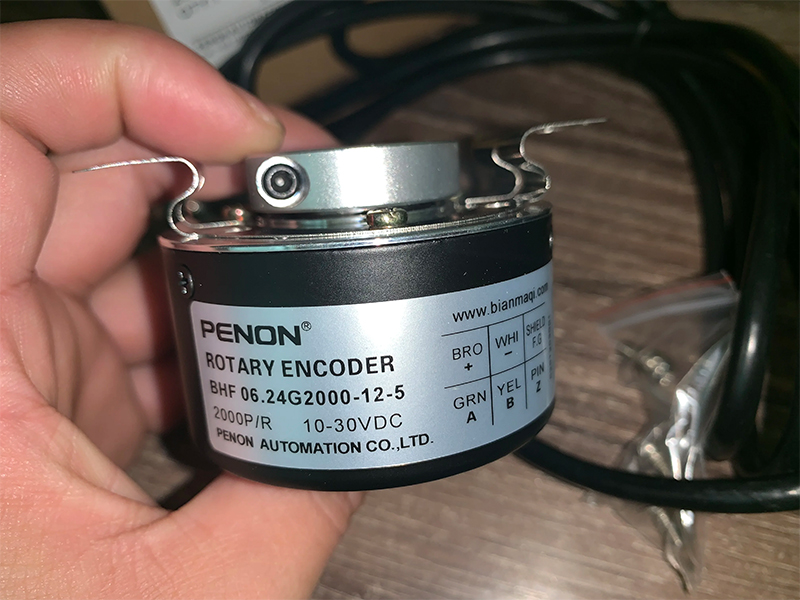 PENON®
ROTARY ENCODER
BHF 06.24G2000-12-5
2000P/R 10-30VDC
PENON AUTOMATION CO.,LTD.
www.bianmaqi.com
BRO WHI SHIELD
+ − F.G
GRN YEL PIN
A B Z